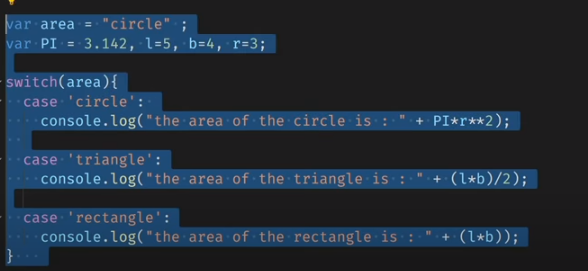 var area = "circle" ;
var PI = 3.142, l=5, b=4, r=3;
switch(area){
case 'circle':
console.log("the area of the circle is : " + PI*r**2);
case 'triangle':
console.log("the area of the triangle is : " + (l*b)/2);
case 'rectangle':
console.log("the area of the rectangle is : " + (l*b));
}